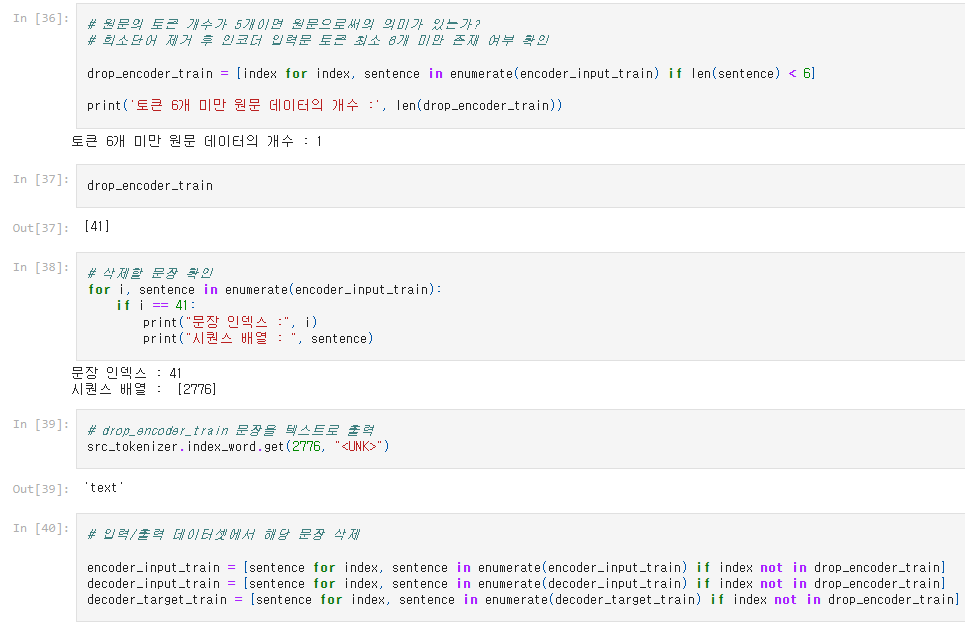 In [36]:
# 원문의 토큰 개수가 5개이면 원문으로써의 의미가 있는가?
# 희소단어 제거 후 인코더 입력문 토큰 최소 6개 미만 존재 여부 확인
drop_encoder_train = [index for index, sentence in enumerate(encoder_input_train) if len(sentence) < 6]
print('토큰 6개 미만 원문 데이터의 개수 :', len(drop_encoder_train))
토큰 6개 미만 원문 데이터의 개수 : 1
In [37]:
drop_encoder_train
Out[37]:
[41]
In [38]:
# 삭제할 문장 확인
for i, sentence in enumerate(encoder_input_train):
if i == 41:
print("문장 인덱스 :", i)
print("시퀀스 배열 : ", sentence)
문장 인덱스 : 41
시퀀스 배열 :  [2776]
In [39]:
# drop_encoder_train 문장을 텍스트로 출력
src_tokenizer.index_word.get(2776, "<UNK>")
Out[39]:
'text'
In [40]:
# 입력/출력 데이터셋에서 해당 문장 삭제
encoder_input_train = [sentence for index, sentence in enumerate(encoder_input_train) if index not in drop_encoder_train]
decoder_input_train = [sentence for index, sentence in enumerate(decoder_input_train) if index not in drop_encoder_train]
decoder_target_train = [sentence for index, sentence in enumerate(decoder_target_train) if index not in drop_encoder_train]